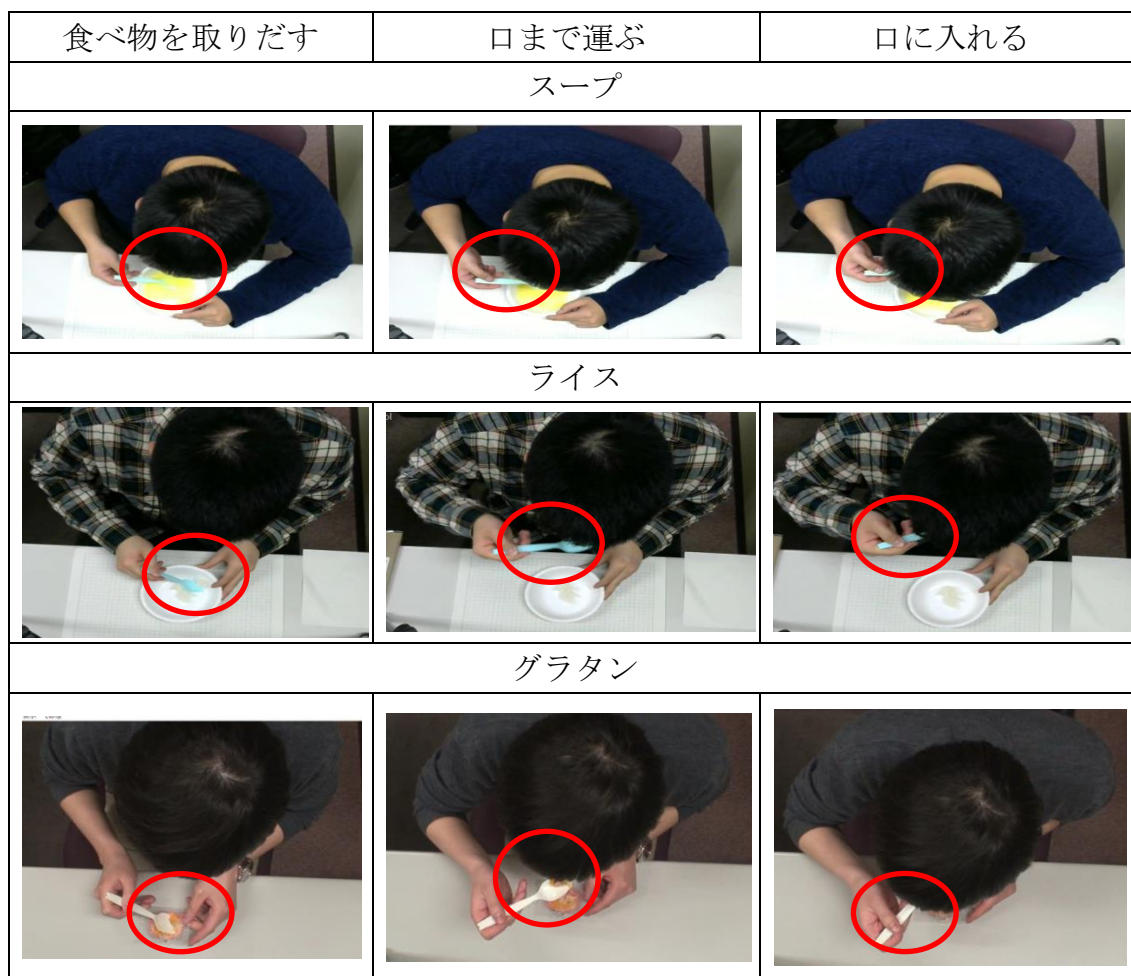 食べ物を取りだす
口まで運ぶ
口に入れる
スープ
ライス
グラタン